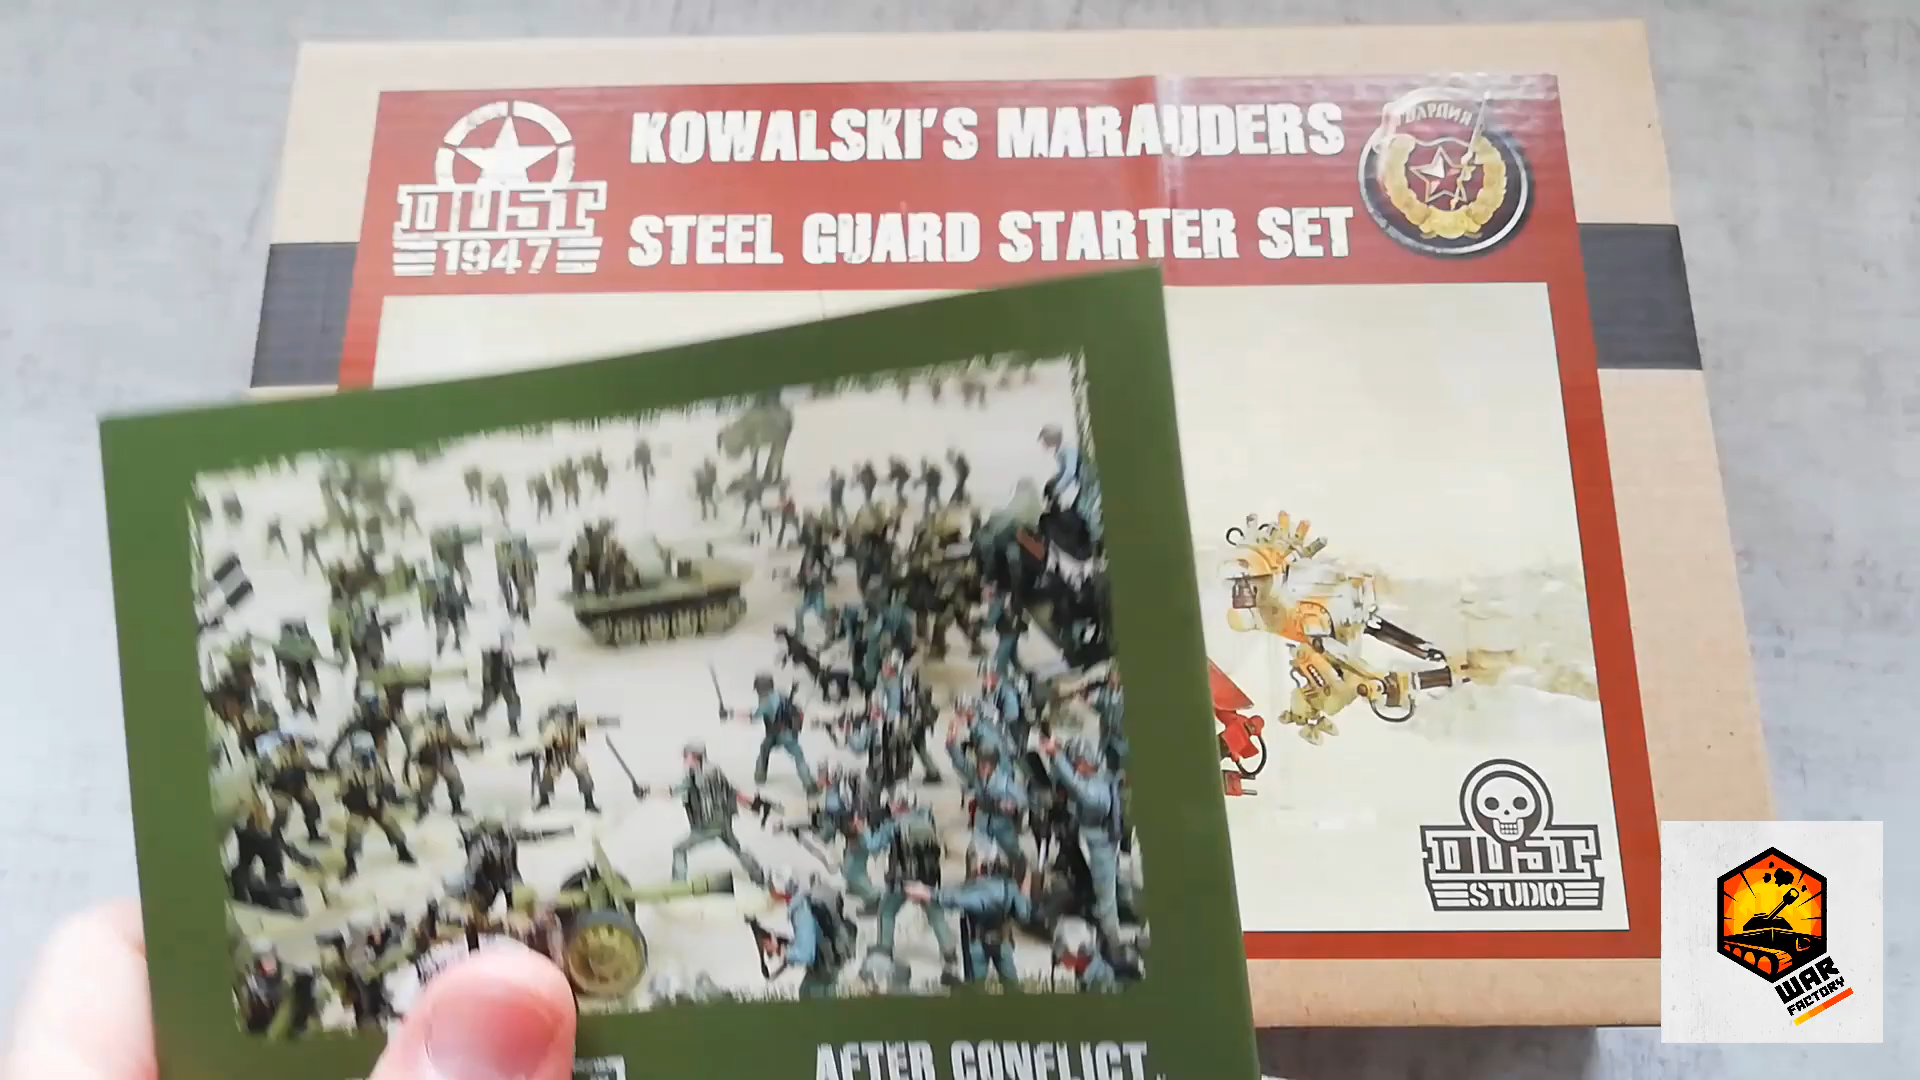 KOWALSKI'S MARAUDERS
STEEL GUARD STARTER SET
DUST
1947
ГВАРДИЯ
DUST
STUDIO
AFTER CONFLICT
WAR
FACTORY